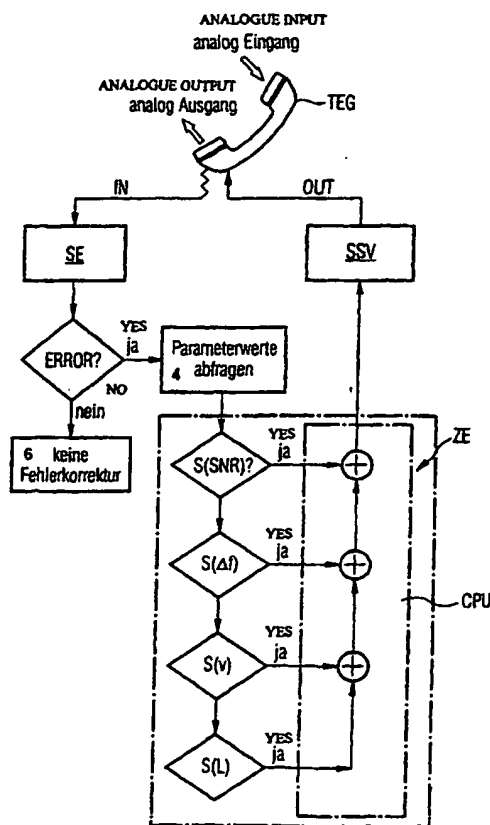 ANALOGUE INPUT
analog Eingang
ANALOGUE OUTPUT
analog Ausgang
TEG
IN
OUT
SE
SSV
ERROR?
YES
ja
Parameterwerte
4 abfragen
NO
nein
6 keine
Fehlerkorrektur
S(SNR)?
YES
ja
+
ZE
S(Δf)
YES
ja
+
CPU
S(v)
YES
ja
+
S(L)
YES
ja